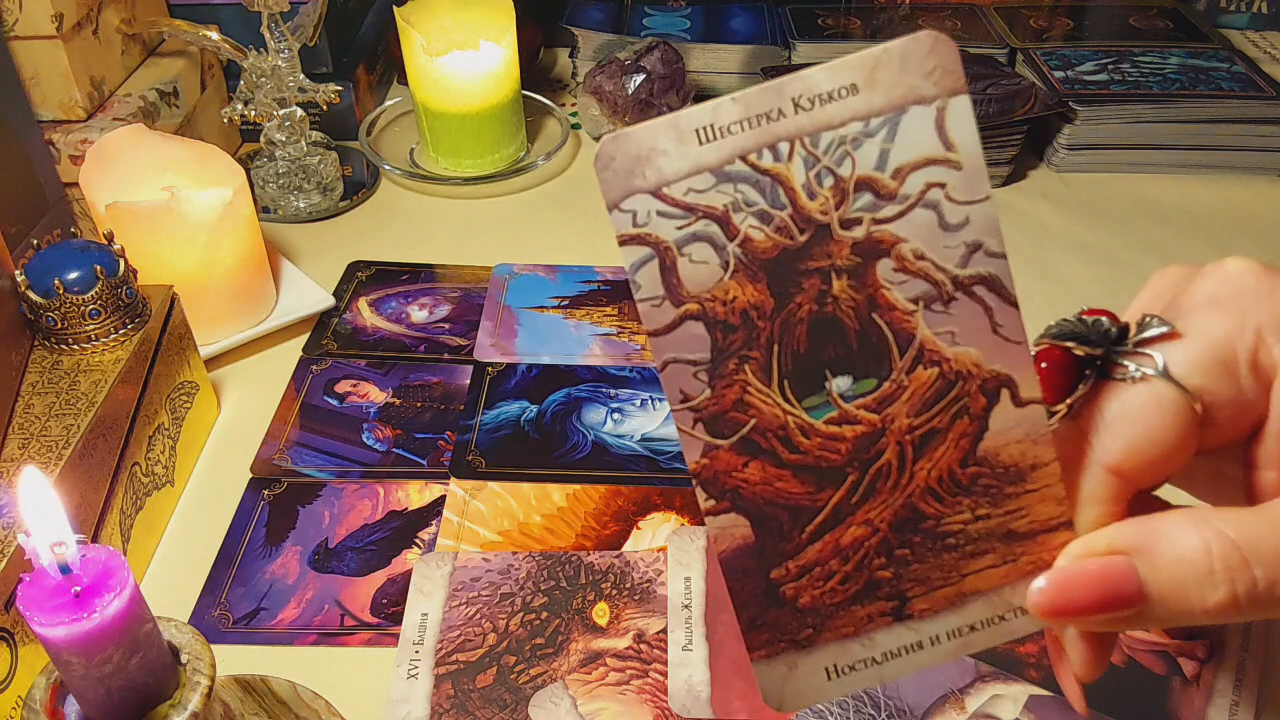 Шестерка Кубков
Ностальгия и нежность
XVI • Башня
Рыцарь Жезлов